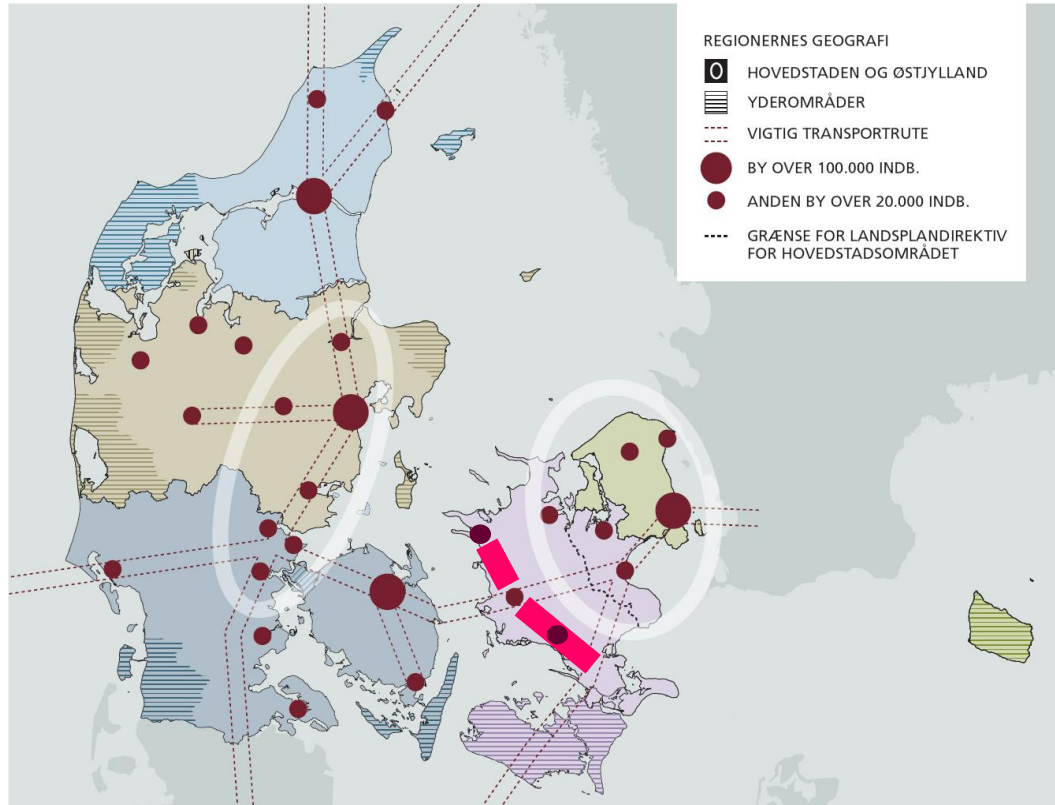 REGIONERNES GEOGRAFI
HOVEDSTADEN OG ØSTJYLLAND
YDEROMRÅDER
VIGTIG TRANSPORTRUTE
BY OVER 100.000 INDB.
ANDEN BY OVER 20.000 INDB.
GRÆNSE FOR LANDSPLANDIREKTIV
FOR HOVEDSTADSOMRÅDET